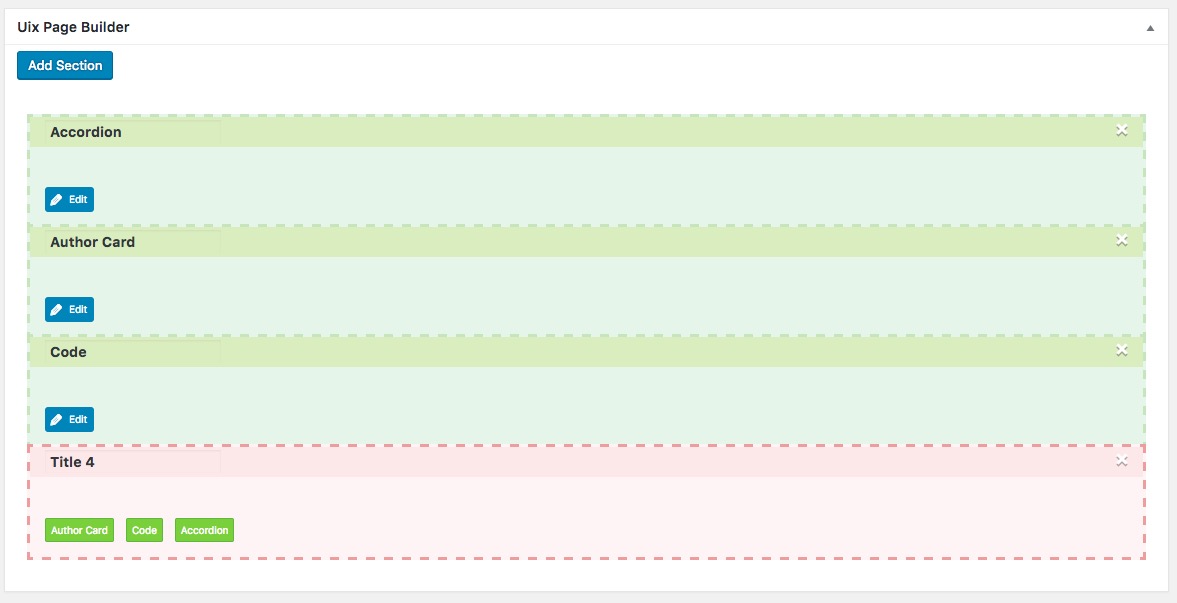 Uix Page Builder
Add Section
Accordion
Edit
Author Card
Edit
Code
Edit
Title 4
Author Card Code Accordion